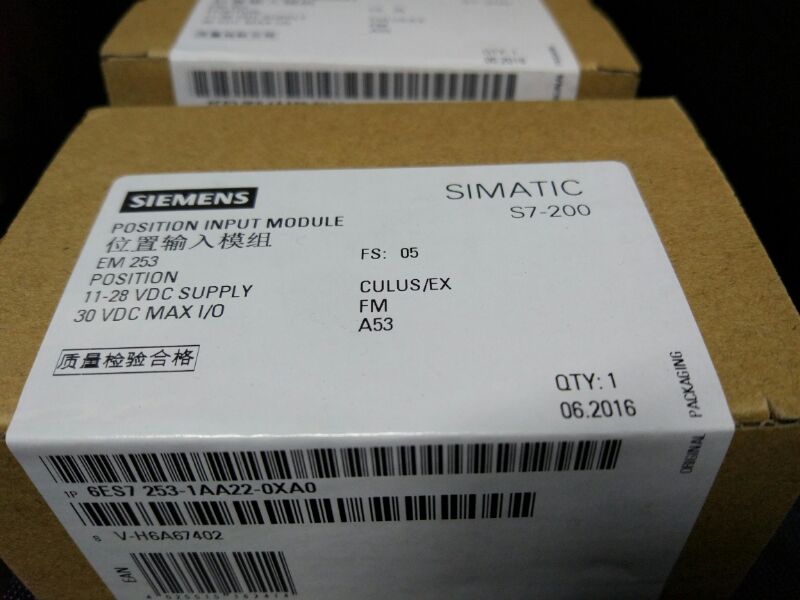 QTY: 1
06.2016
SIEMENS
SIMATIC
S7-200
POSITION INPUT MODULE
位置输入模组
EM 253
POSITION
11-28 VDC SUPPLY
30 VDC MAX I/O
FS: 05
CULUS/EX
FM
A53
质量检验合格
QTY: 1
06.2016
ORIGINAL PACKAGING
1P 6ES7 253-1AA22-0XA0
S V-H6A67402
EAN